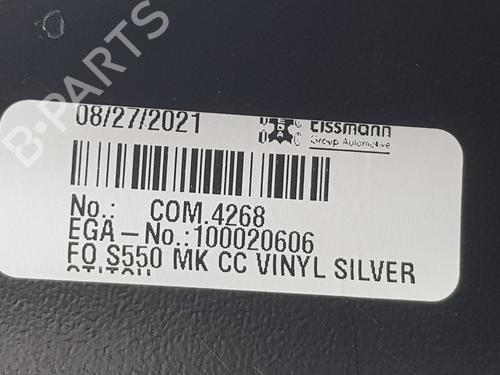 08/27/2021
Eissmann
Group Automotive
No.: COM.4268
EGA-No.:100020606
FO S550 MK CC VINYL SILVER
STITCH
B-PARTS